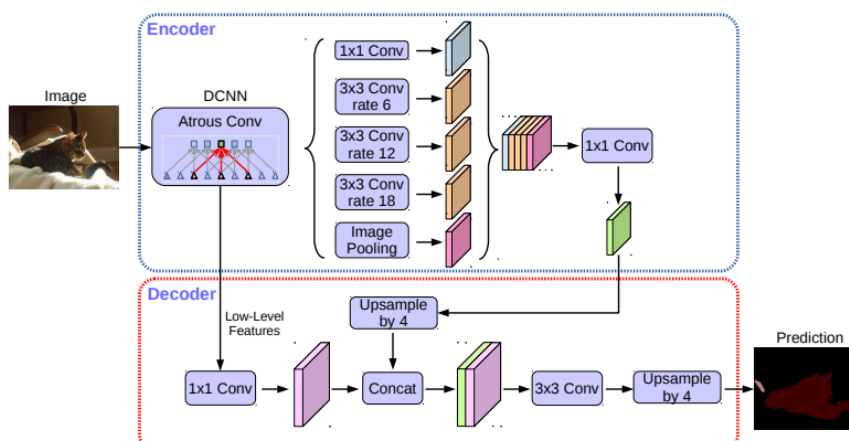 Encoder
Image
DCNN
Atrous Conv
1x1 Conv
3x3 Conv
rate 6
3x3 Conv
rate 12
3x3 Conv
rate 18
Image
Pooling
1x1 Conv
Decoder
Low-Level
Features
Upsample
by 4
1x1 Conv
Concat
3x3 Conv
Upsample
by 4
Prediction